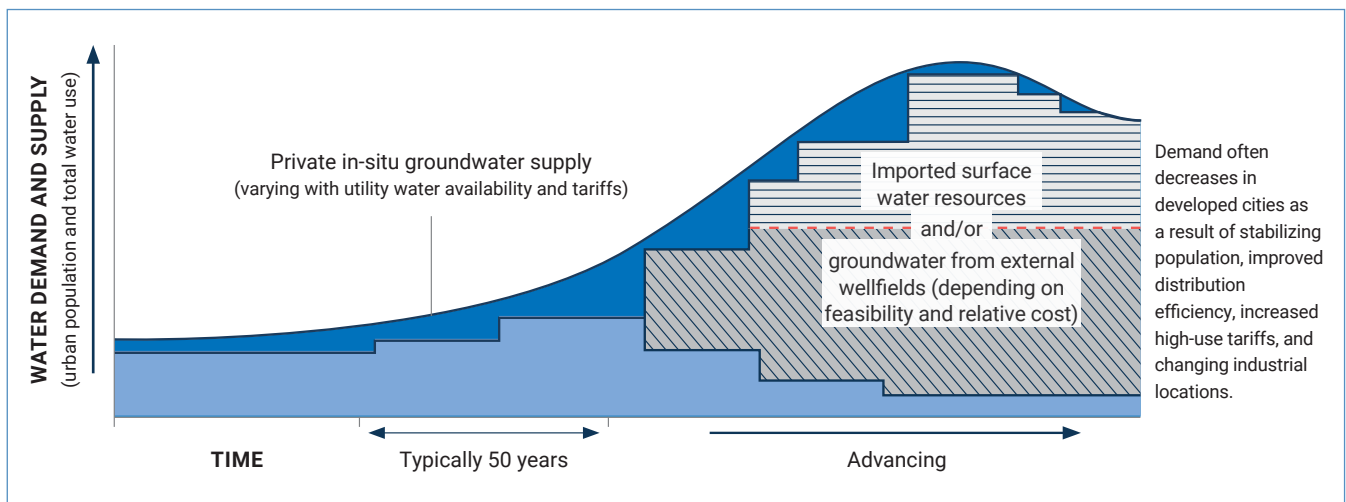 WATER DEMAND AND SUPPLY
(urban population and total water use)
Private in-situ groundwater supply
(varying with utility water availability and tariffs)
Imported surface
water resources
and/or
groundwater from external
wellfields (depending on
feasibility and relative cost)
Demand often
decreases in
developed cities as
a result of stabilizing
population, improved
distribution
efficiency, increased
high-use tariffs, and
changing industrial
locations.
TIME
Typically 50 years
Advancing